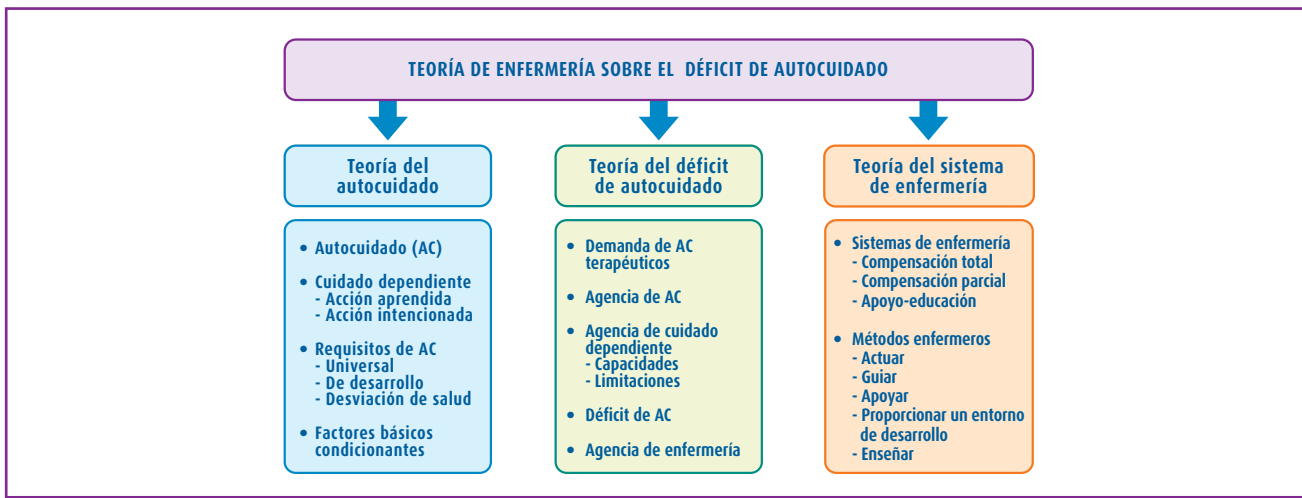 TEORÍA DE ENFERMERÍA SOBRE EL DÉFICIT DE AUTOCUIDADO
Teoría del
autocuidado
• Autocuidado (AC)
• Cuidado dependiente
- Acción aprendida
- Acción intencionada
• Requisitos de AC
- Universal
- De desarrollo
- Desviación de salud
• Factores básicos
condicionantes
Teoría del déficit
de autocuidado
• Demanda de AC
terapéuticos
• Agencia de AC
• Agencia de cuidado
dependiente
- Capacidades
- Limitaciones
• Déficit de AC
• Agencia de enfermería
Teoría del sistema
de enfermería
• Sistemas de enfermería
- Compensación total
- Compensación parcial
- Apoyo-educación
• Métodos enfermeros
- Actuar
- Guiar
- Apoyar
- Proporcionar un entorno
de desarrollo
- Enseñar